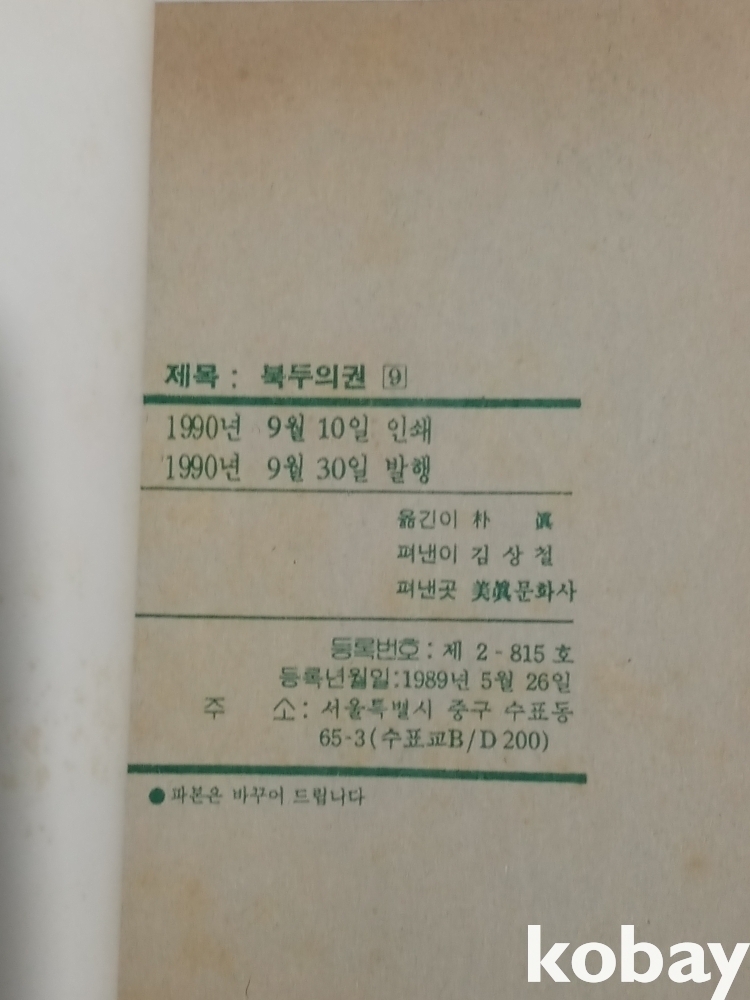 제목 : 북두의권 9
1990년 9월 10일 인쇄
1990년 9월 30일 발행
옮긴이 朴 眞
펴낸이 김상철
펴낸곳 美眞문화사
등록번호 : 제 2 - 815 호
등록년월일:1989년 5월 26일
주 소 : 서울특별시 중구 수표동
65-3(수표교B/D 200)
● 파본은 바꾸어 드립니다
kobay